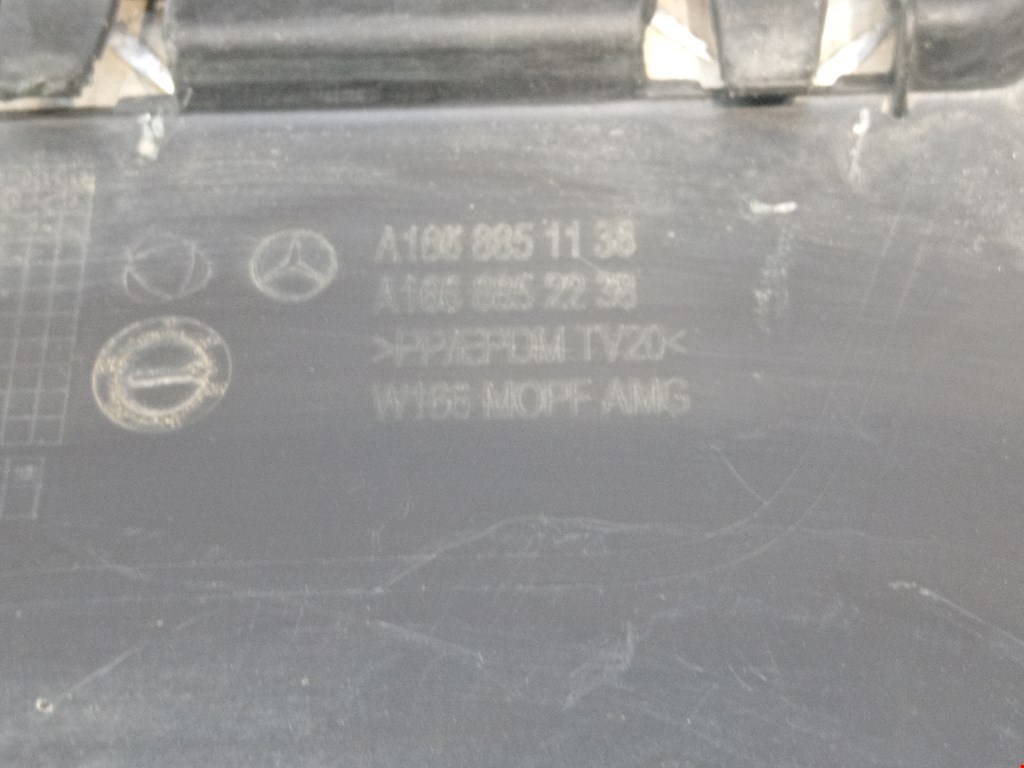 A166 885 11 38
A166 885 22 38
>PP/EPDM TV20<
W166 MOPF AMG